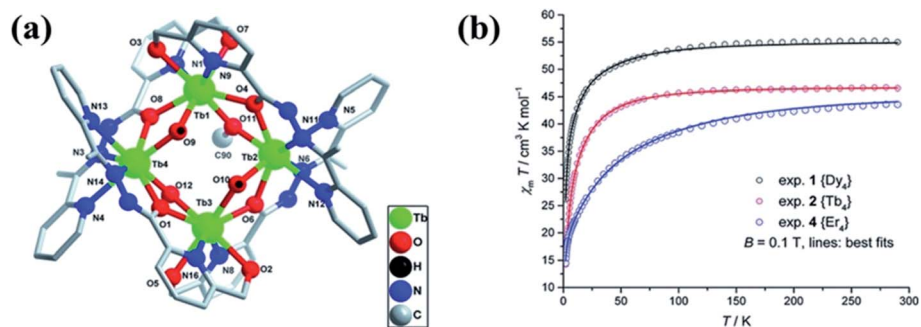 (a)
O3
O7
N1
N9
O4
N13
O8
Tb1
O11
N11
N5
O9
C90
N3
Tb4
Tb2
N6
N14
O12
O10
N12
N4
O1
Tb3
O6
O5
N16
N8
O2
Tb
O
H
N
C
(b)
χm T / cm³ K mol⁻¹
60
55
50
45
40
35
30
25
20
15
10
exp. 1 {Dy₄}
exp. 2 {Tb₄}
exp. 4 {Er₄}
B = 0.1 T, lines: best fits
0 50 100 150 200 250 300
T / K